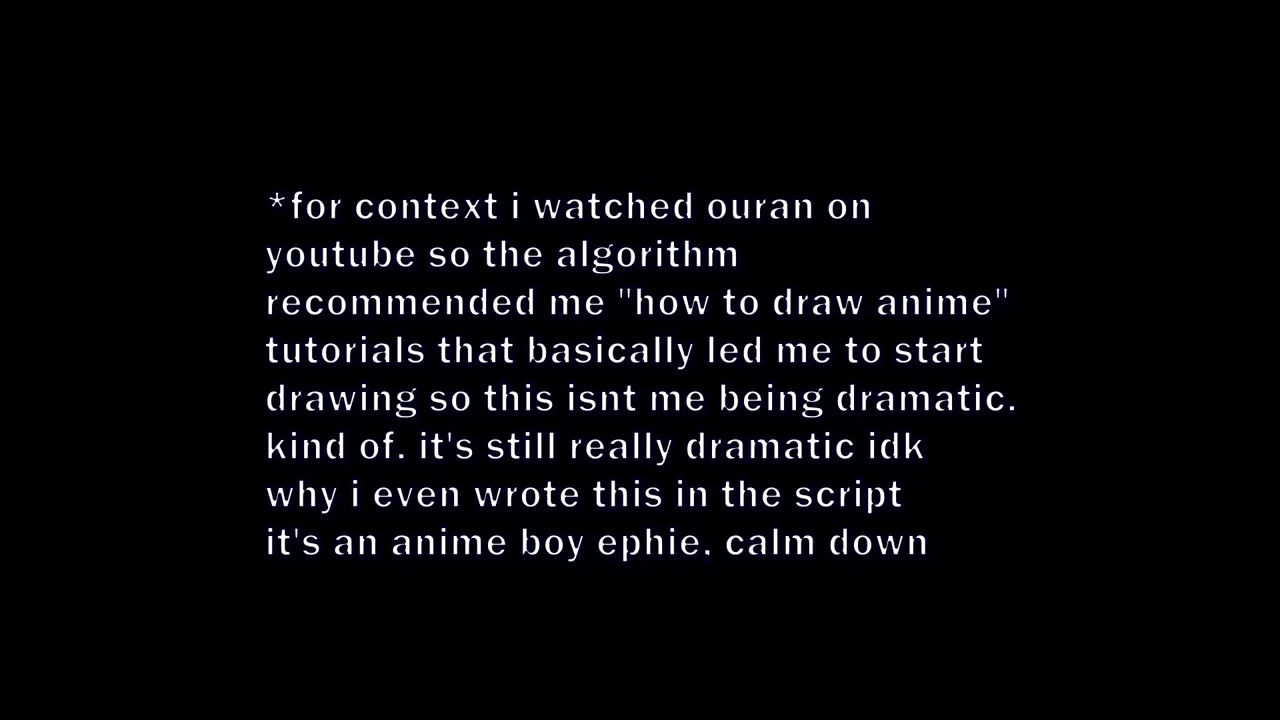 *for context i watched ouran on
youtube so the algorithm
recommended me "how to draw anime"
tutorials that basically led me to start
drawing so this isnt me being dramatic.
kind of. it's still really dramatic idk
why i even wrote this in the script
it's an anime boy ephie. calm down